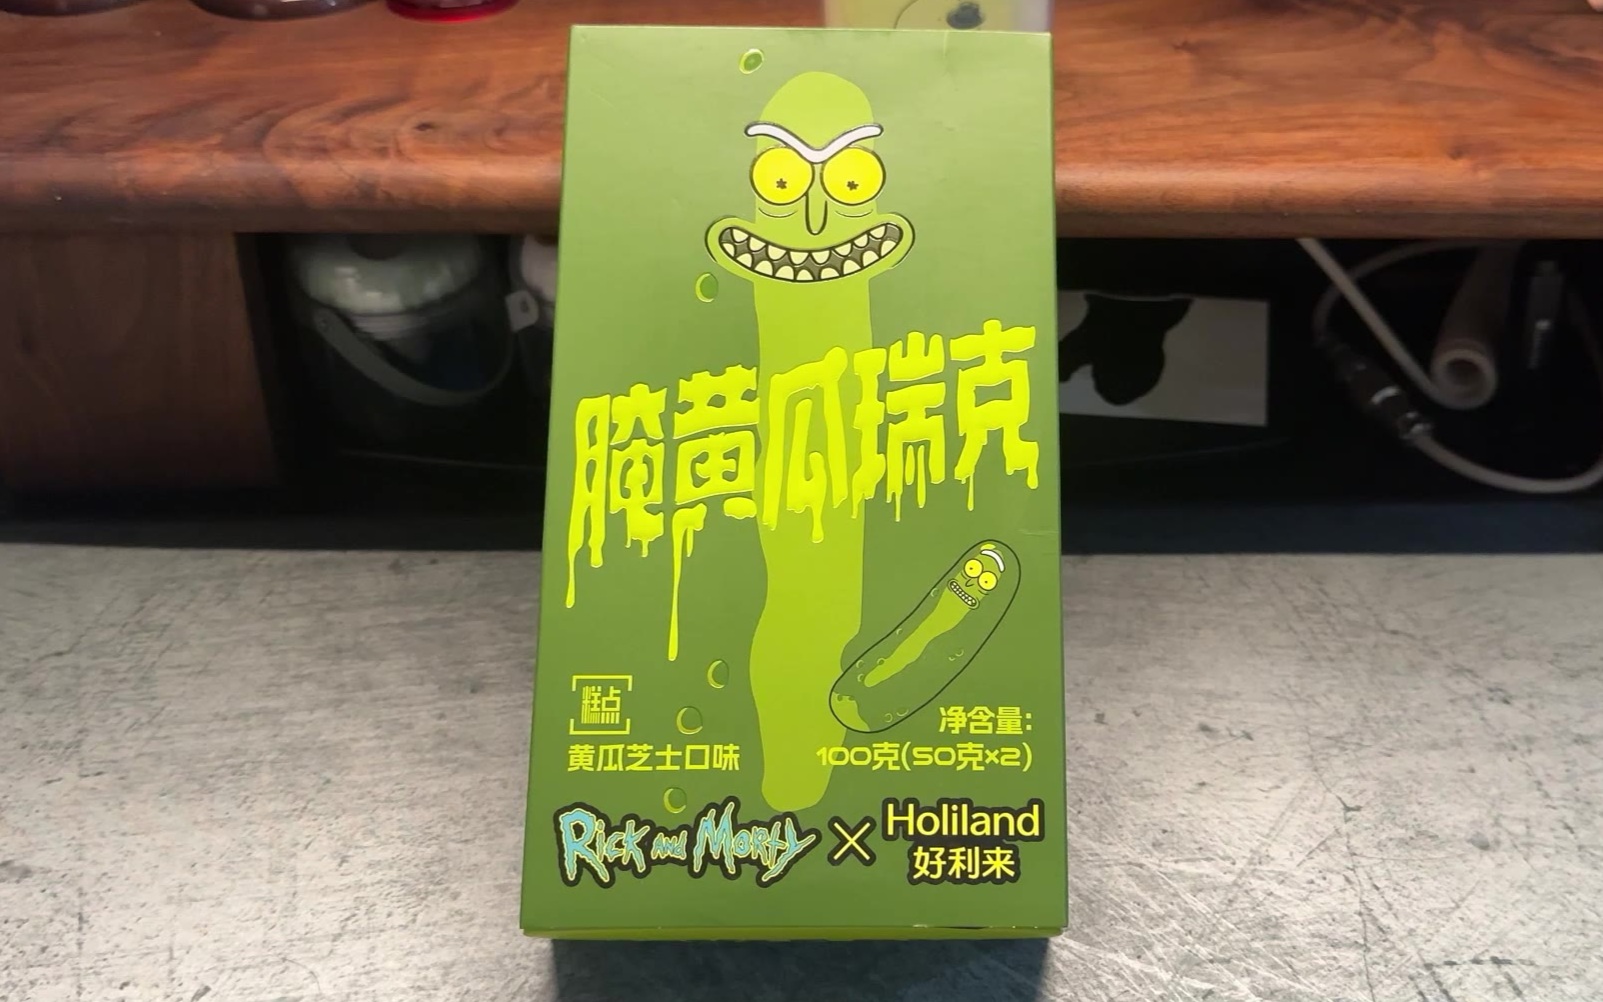 腌黄瓜瑞克
糕点
黄瓜芝士口味
净含量:
100克(50克×2)
RICK AND MORTY × Holiland
好利来